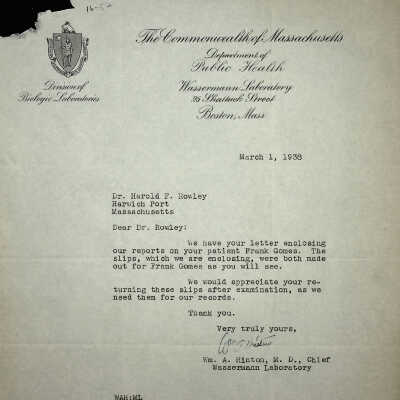 16-52
The Commonwealth of Massachusetts
Department of
Public Health
Division of
Biologic Laboratories
Wassermann Laboratory
25 Shattuck Street
Boston, Mass
March 1, 1938
Dr. Harold F. Rowley
Harwich Port
Massachusetts
Dear Dr. Rowley:
We have your letter enclosing
our reports on your patient Frank Gomes. The
slips, which we are enclosing, were both made
out for Frank Gomes as you will see.
We would appreciate your re-
turning these slips after examination, as we
need them for our records.
Thank you.
Very truly yours,
Wm. A. Hinton, M. D., Chief
Wassermann Laboratory
WAH:ML